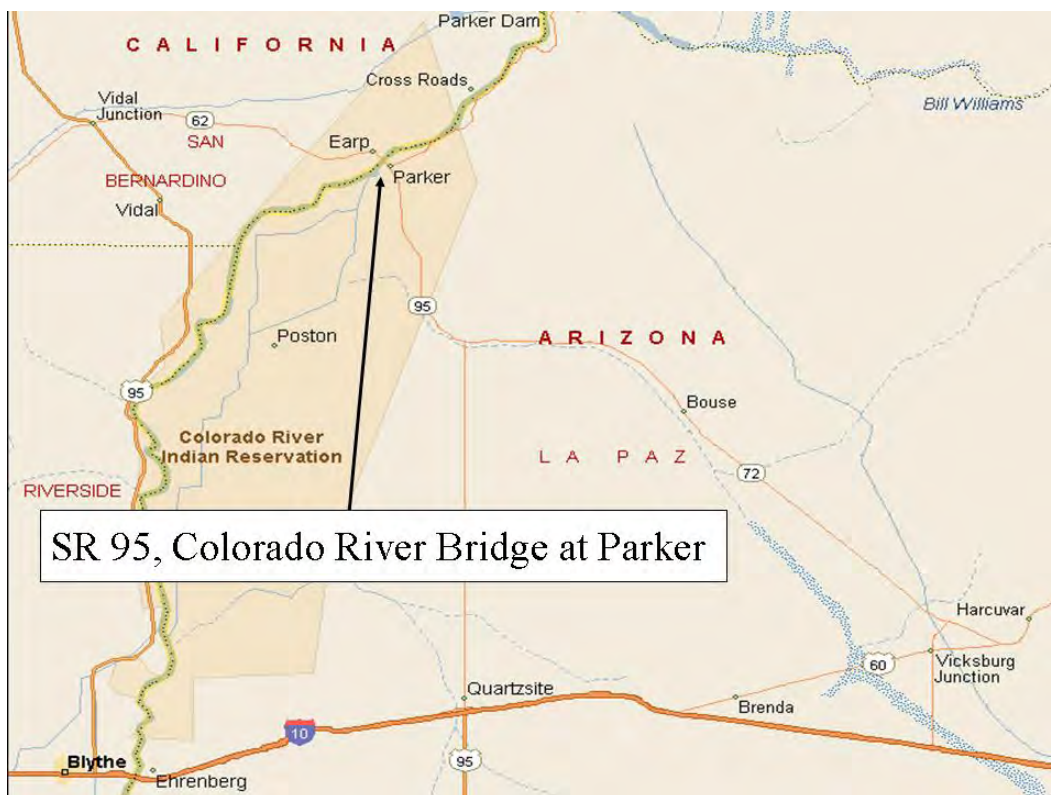 Parker Dam
CALIFORNIA
Cross Roads
Vidal
Junction
62
Bill Williams
SAN
Earp
Parker
BERNARDINO
Vidal
95
ARIZONA
Poston
95
Bouse
Colorado River
Indian Reservation
LA PAZ
72
RIVERSIDE
SR 95, Colorado River Bridge at Parker
Harcuvar
60
Vicksburg
Junction
Quartzsite
Brenda
10
Blythe
95
Ehrenberg